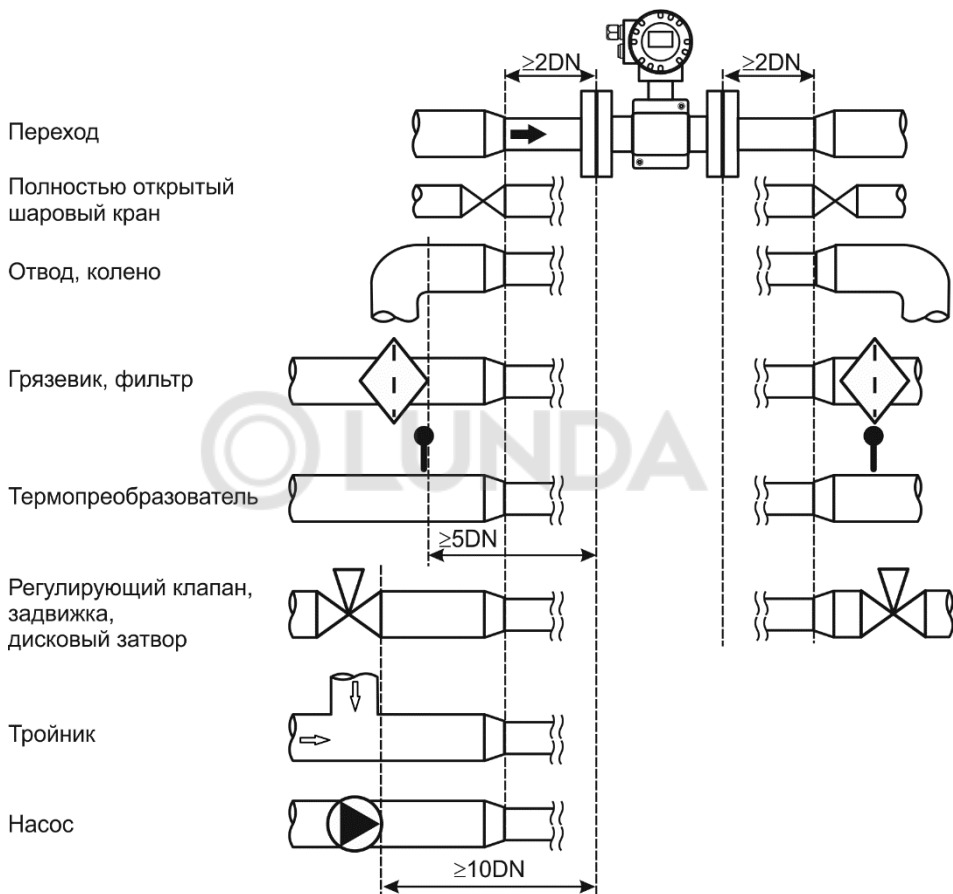 ≥2DN
≥2DN
Переход
Полностью открытый
шаровый кран
Отвод, колено
Грязевик, фильтр
LUNDA
Термопреобразователь
≥5DN
Регулирующий клапан,
задвижка,
дисковый затвор
Тройник
Насос
≥10DN